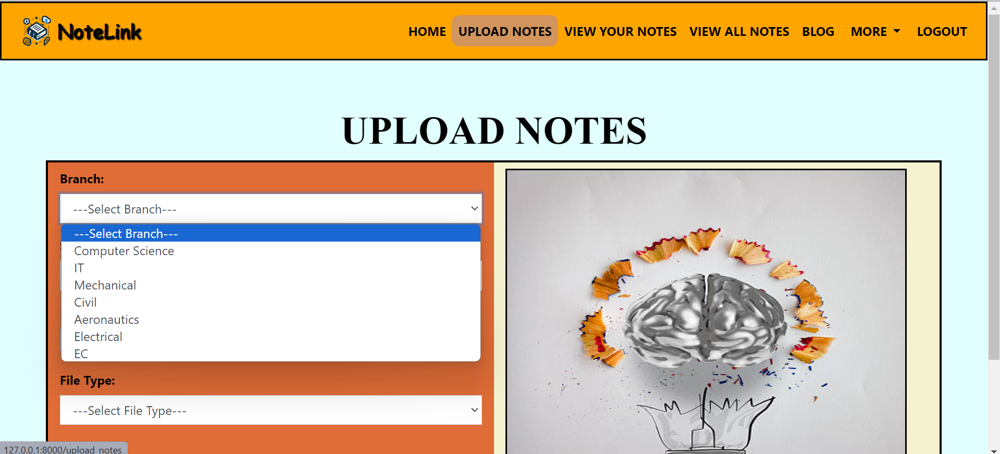 NoteLink
HOME UPLOAD NOTES VIEW YOUR NOTES VIEW ALL NOTES BLOG MORE LOGOUT
UPLOAD NOTES
Branch:
---Select Branch---
---Select Branch---
Computer Science
IT
Mechanical
Civil
Aeronautics
Electrical
EC
File Type:
---Select File Type---
127.0.0.1:8000/upload_notes